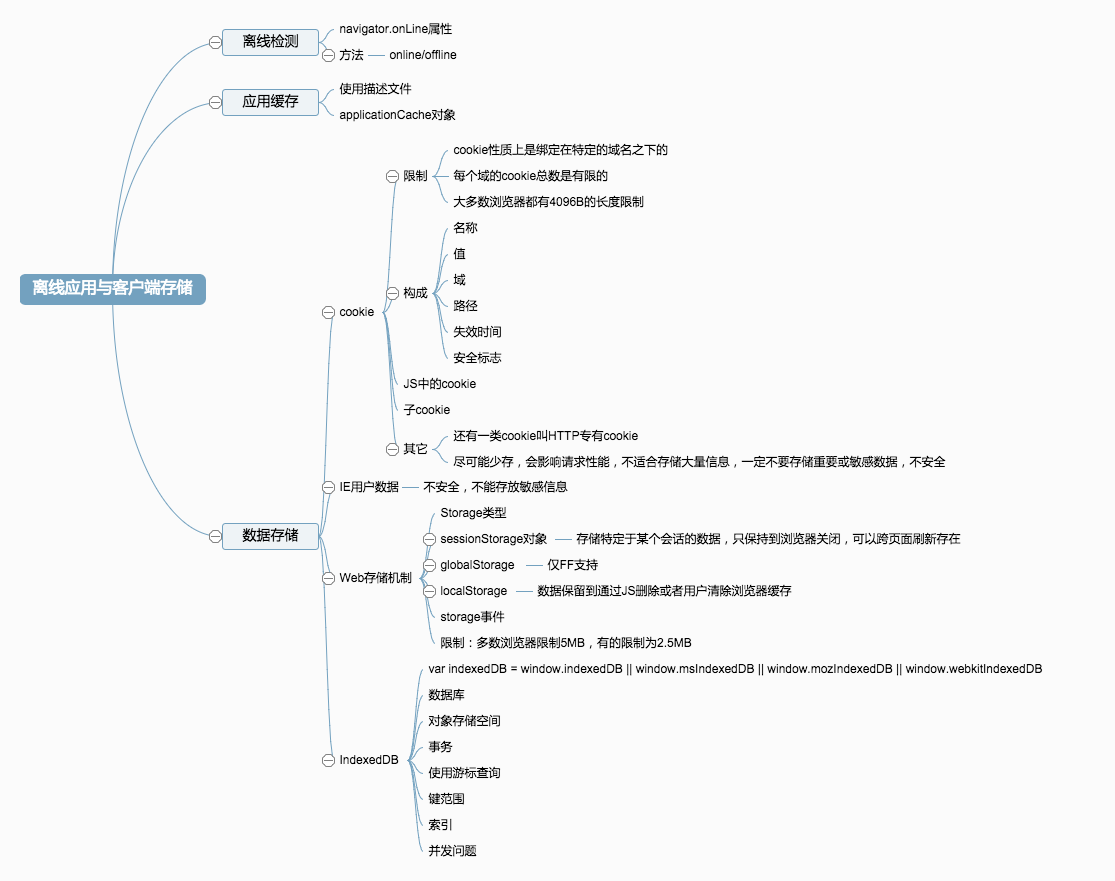 离线应用与客户端存储
离线检测
navigator.onLine属性
方法
online/offline
应用缓存
使用描述文件
applicationCache对象
数据存储
cookie
限制
cookie性质上是绑定在特定的域名之下的
每个域的cookie总数是有限的
大多数浏览器都有4096B的长度限制
构成
名称
值
域
路径
失效时间
安全标志
JS中的cookie
子cookie
其它
还有一类cookie叫HTTP专有cookie
尽可能少存，会影响请求性能，不适合存储大量信息，一定不要存储重要或敏感数据，不安全
IE用户数据
不安全，不能存放敏感信息
Web存储机制
Storage类型
sessionStorage对象
存储特定于某个会话的数据，只保持到浏览器关闭，可以跨页面刷新存在
globalStorage
仅FF支持
localStorage
数据保留到通过JS删除或者用户清除浏览器缓存
storage事件
限制：多数浏览器限制5MB，有的限制为2.5MB
IndexedDB
var indexedDB = window.indexedDB || window.msIndexedDB || window.mozIndexedDB || window.webkitIndexedDB
数据库
对象存储空间
事务
使用游标查询
键范围
索引
并发问题